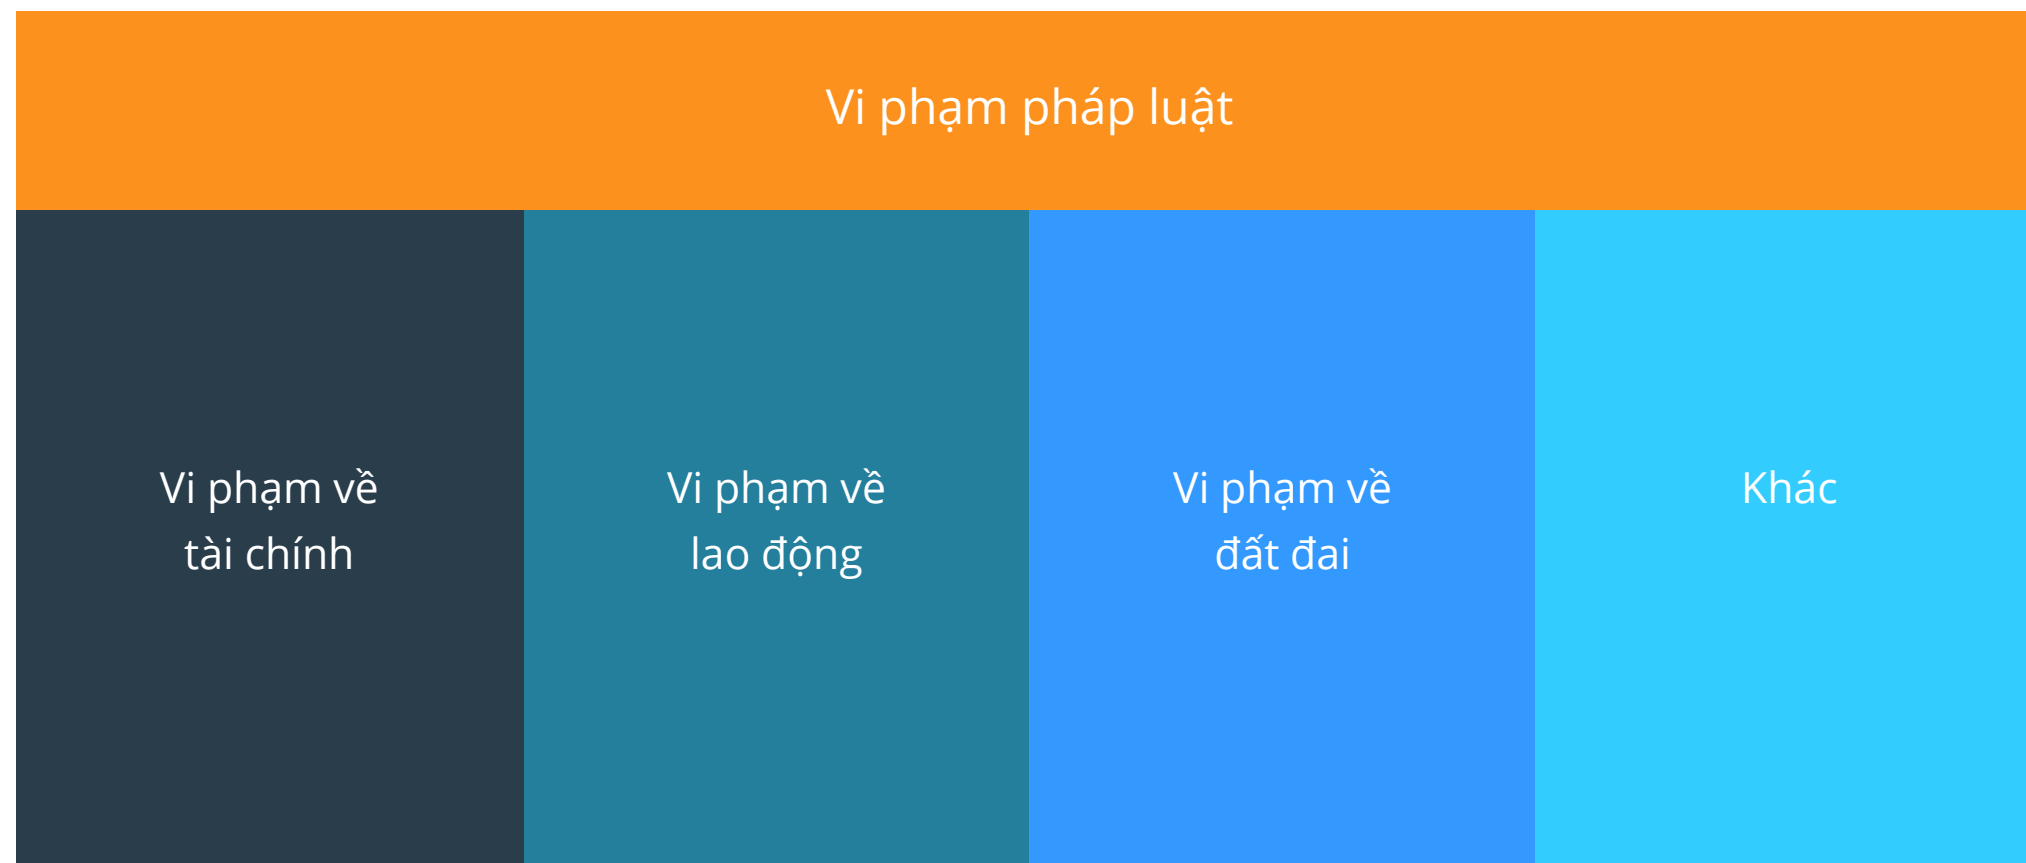 Vi phạm pháp luật
Vi phạm về
tài chính
Vi phạm về
lao động
Vi phạm về
đất đai
Khác